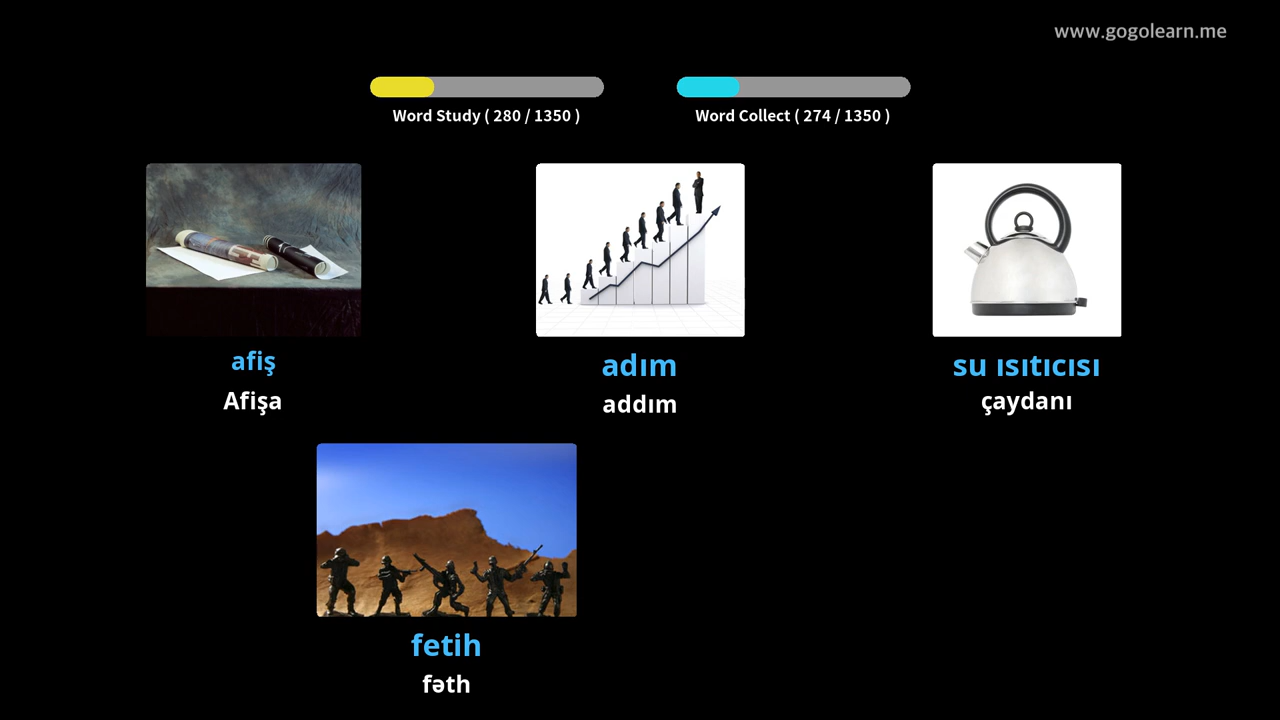 www.gogolearn.me
Word Study ( 280 / 1350 )
Word Collect ( 274 / 1350 )
afiş
Afişa
adım
addım
su ısıtıcısı
çaydanı
fetih
fəth